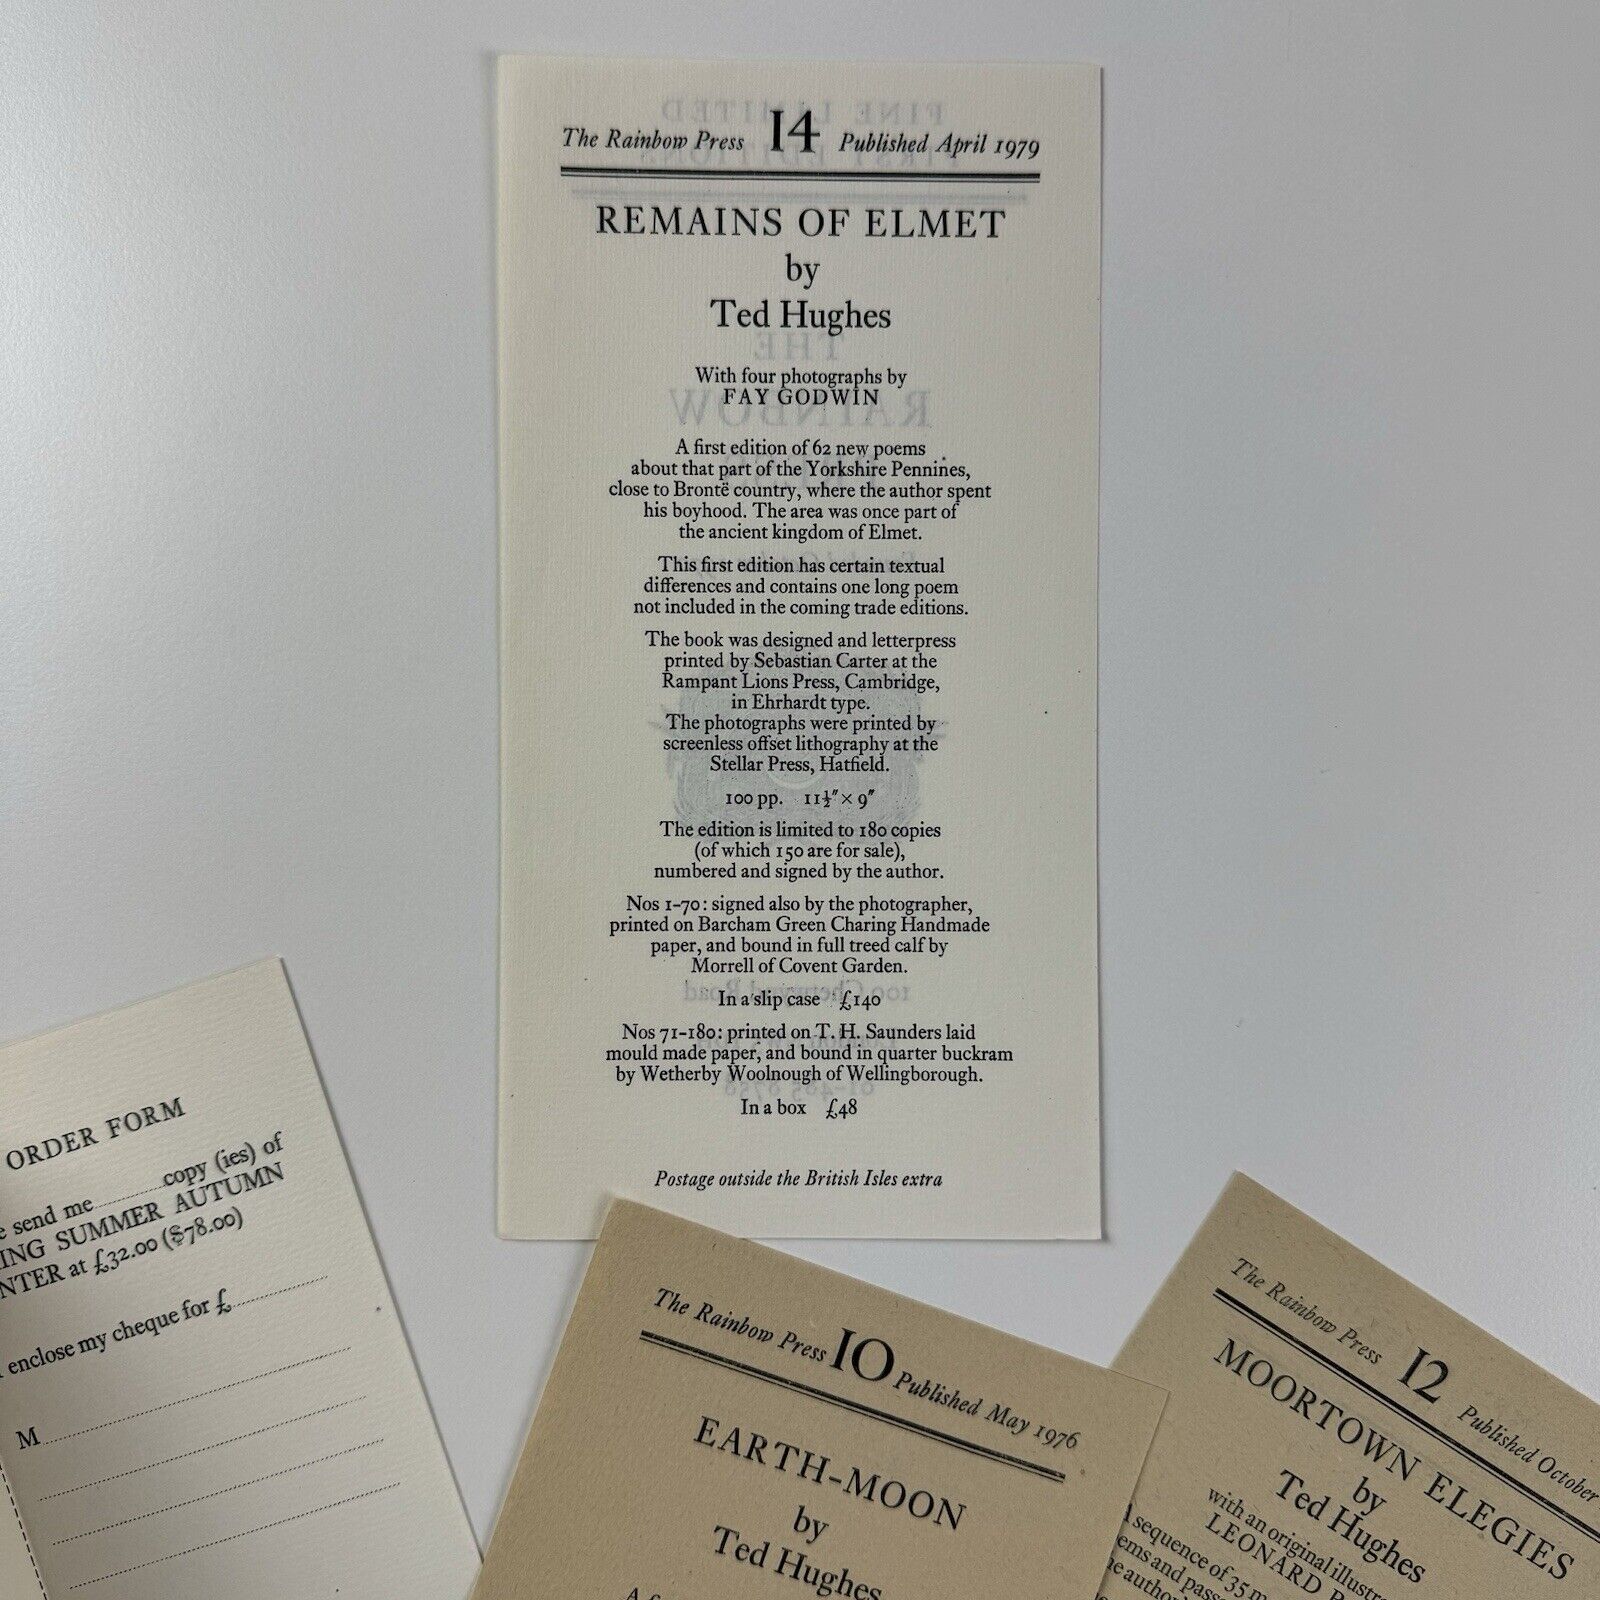 The Rainbow Press 14 Published April 1979
REMAINS OF ELMET
by
Ted Hughes
With four photographs by
FAY GODWIN
A first edition of 62 new poems
about that part of the Yorkshire Pennines,
close to Brontë country, where the author spent
his boyhood. The area was once part of
the ancient kingdom of Elmet.
This first edition has certain textual
differences and contains one long poem
not included in the coming trade editions.
The book was designed and letterpress
printed by Sebastian Carter at the
Rampant Lions Press, Cambridge,
in Ehrhardt type.
The photographs were printed by
screenless offset lithography at the
Stellar Press, Hatfield.
100 pp. 11½″ × 9″
The edition is limited to 180 copies
(of which 150 are for sale),
numbered and signed by the author.
Nos 1-70: signed also by the photographer,
printed on Barcham Green Charing Handmade
paper, and bound in full treed calf by
Morrell of Covent Garden.
In a slip case £140
Nos 71-180: printed on T. H. Saunders laid
mould made paper, and bound in quarter buckram
by Wetherby Woolnough of Wellingborough.
In a box £48
Postage outside the British Isles extra
ORDER FORM
send me copy (ies) of
SUMMER AUTUMN
at £32.00 ($78.00)
enclose my cheque for £
M
The Rainbow Press 10 Published May 1976
EARTH-MOON
by
Ted Hughes
The Rainbow Press 12 Published October
MOORTOWN ELEGIES
by
Ted Hughes
with an original
LEONARD
sequence of 35
and